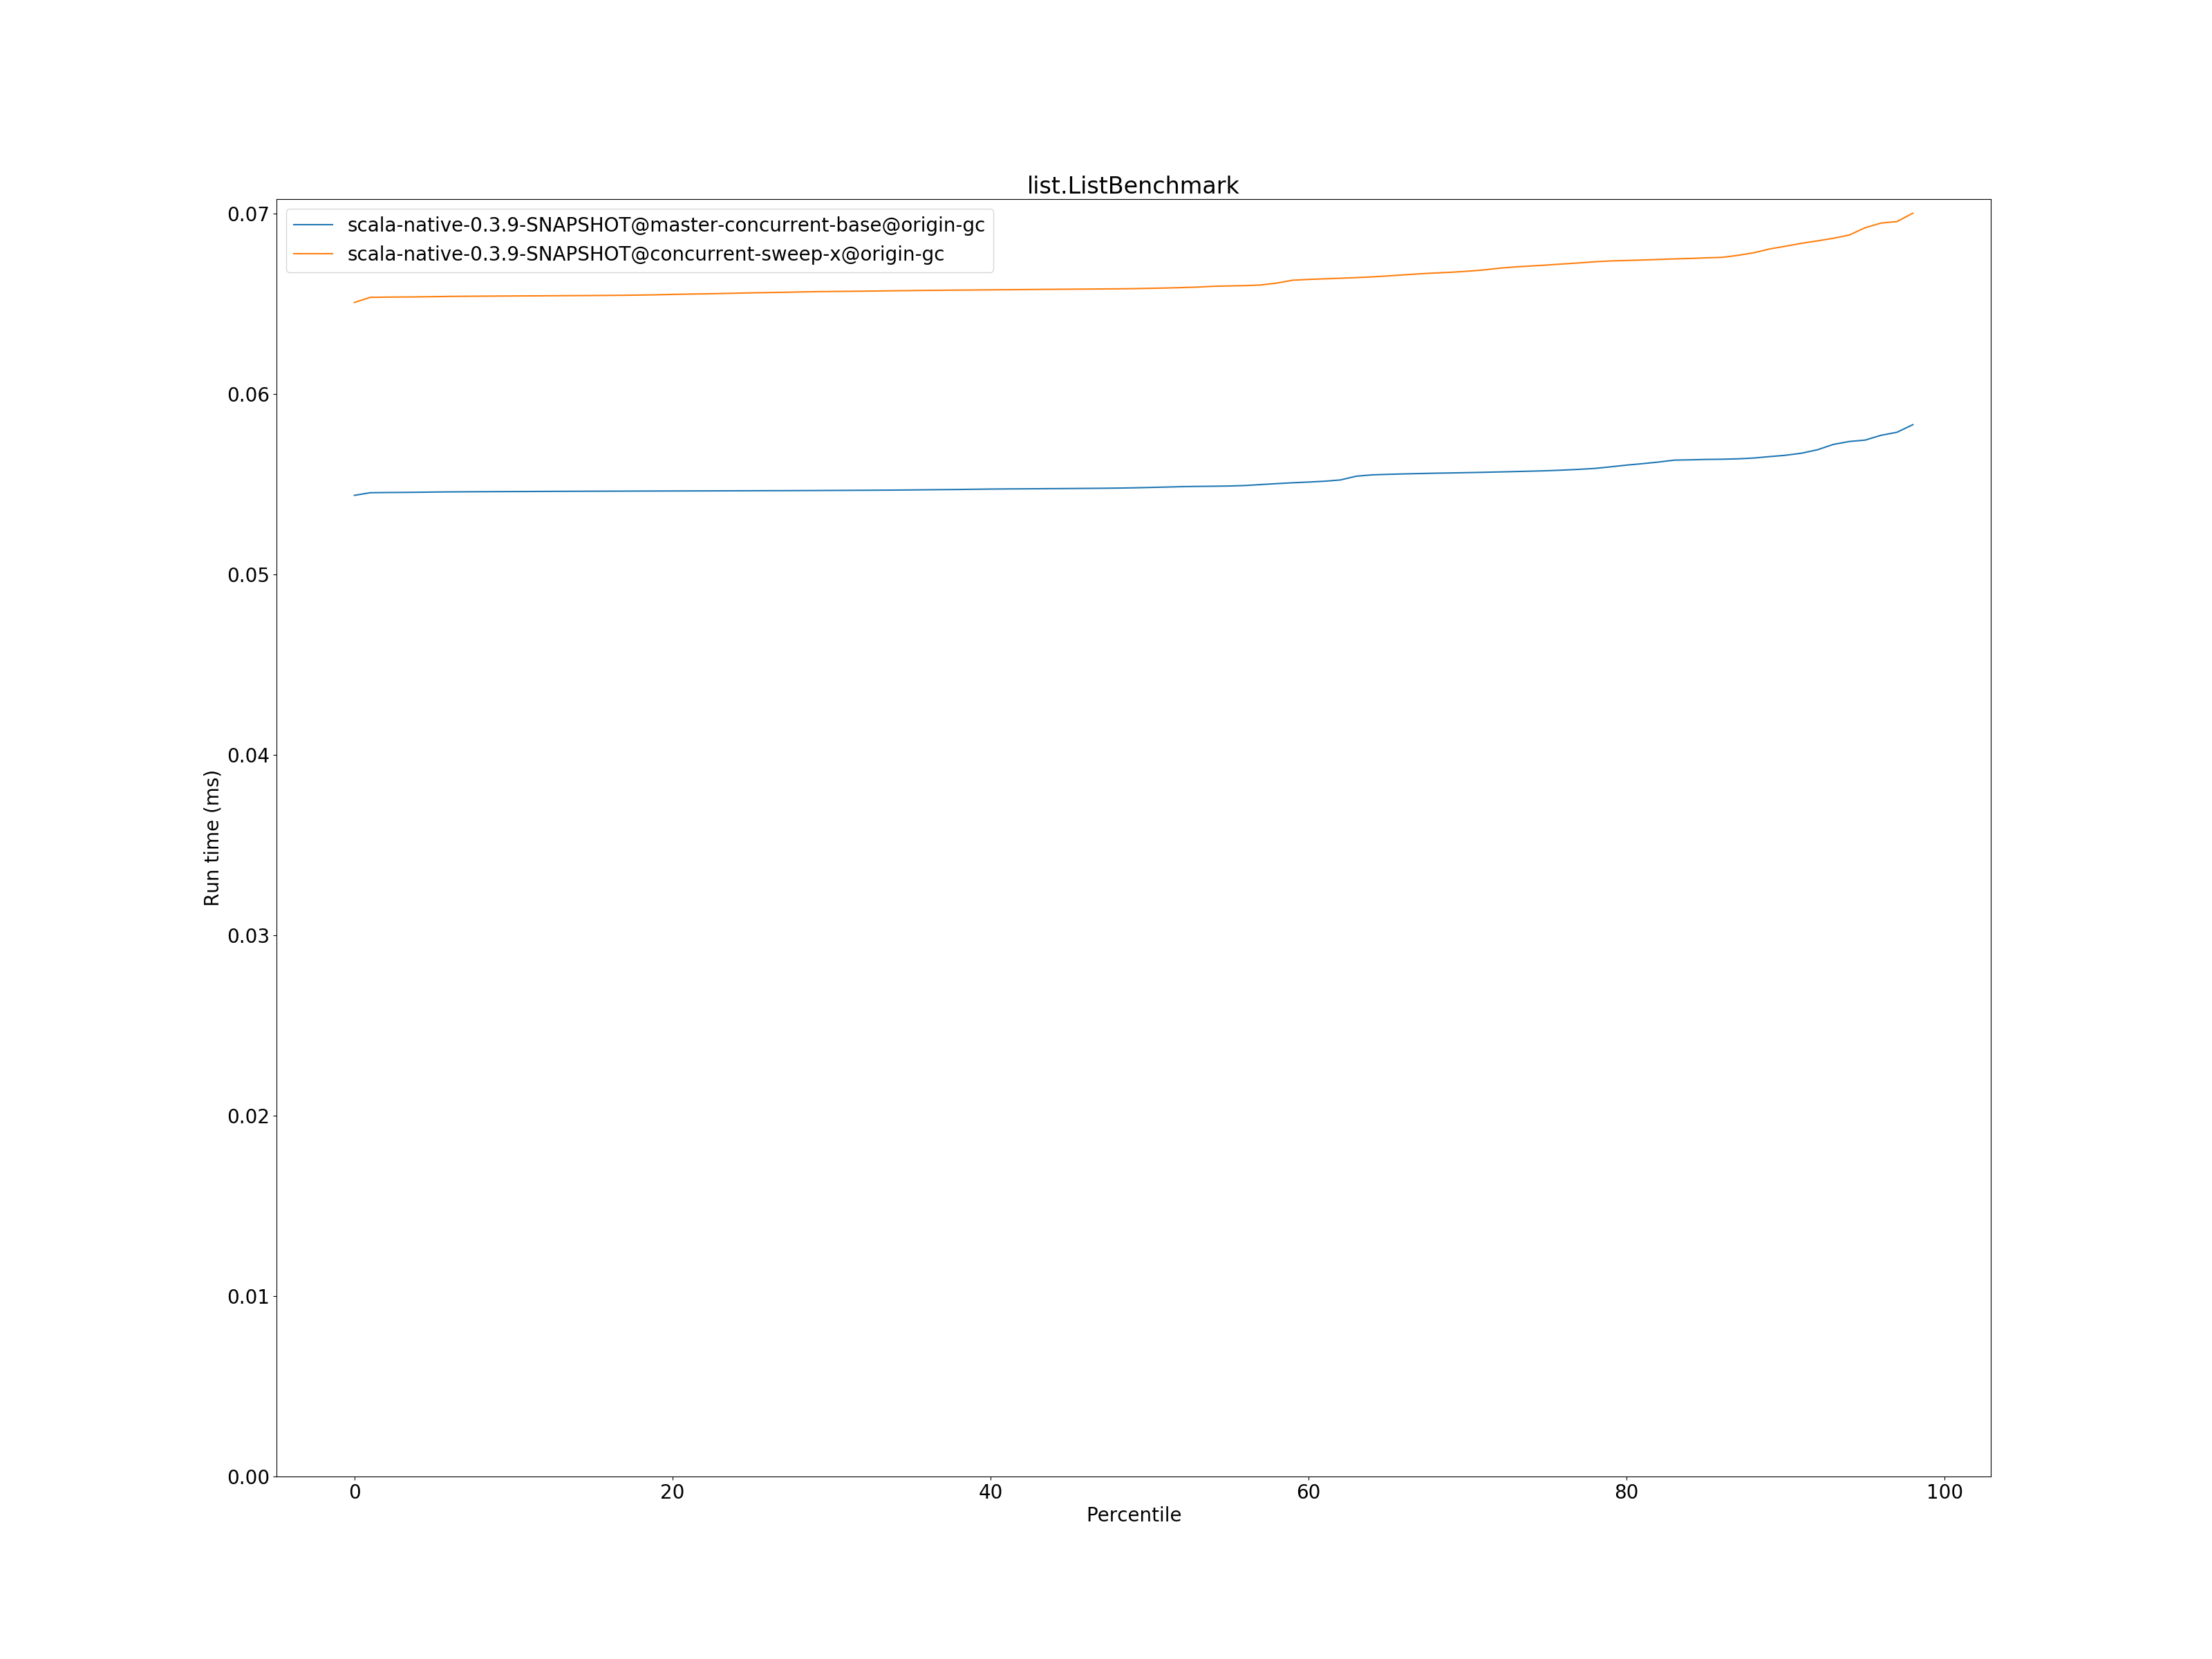 list.ListBenchmark
scala-native-0.3.9-SNAPSHOT@master-concurrent-base@origin-gc
scala-native-0.3.9-SNAPSHOT@concurrent-sweep-x@origin-gc
0.07
0.06
0.05
0.04
0.03
0.02
0.01
0.00
Run time (ms)
0 20 40 60 80 100
Percentile